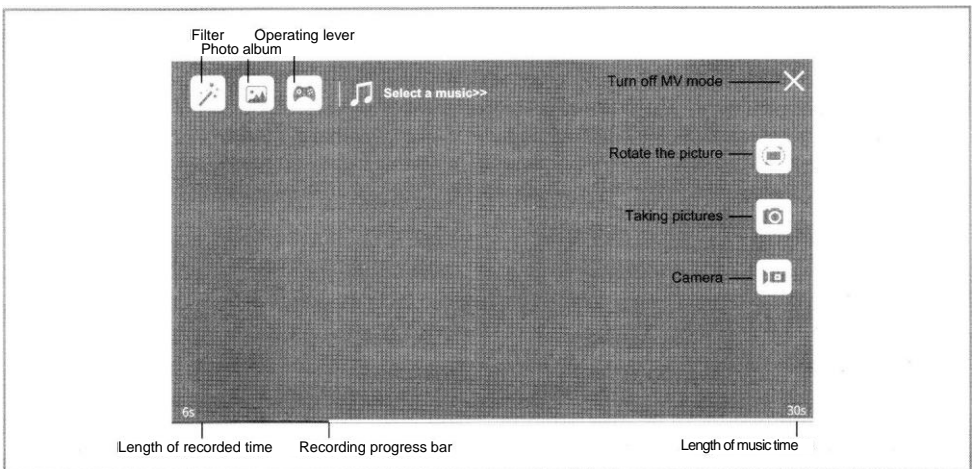 Filter
Operating lever
Photo album
Select a music>>
Turn off MV mode
Rotate the picture
Taking pictures
Camera
6s
30s
Length of recorded time
Recording progress bar
Length of music time